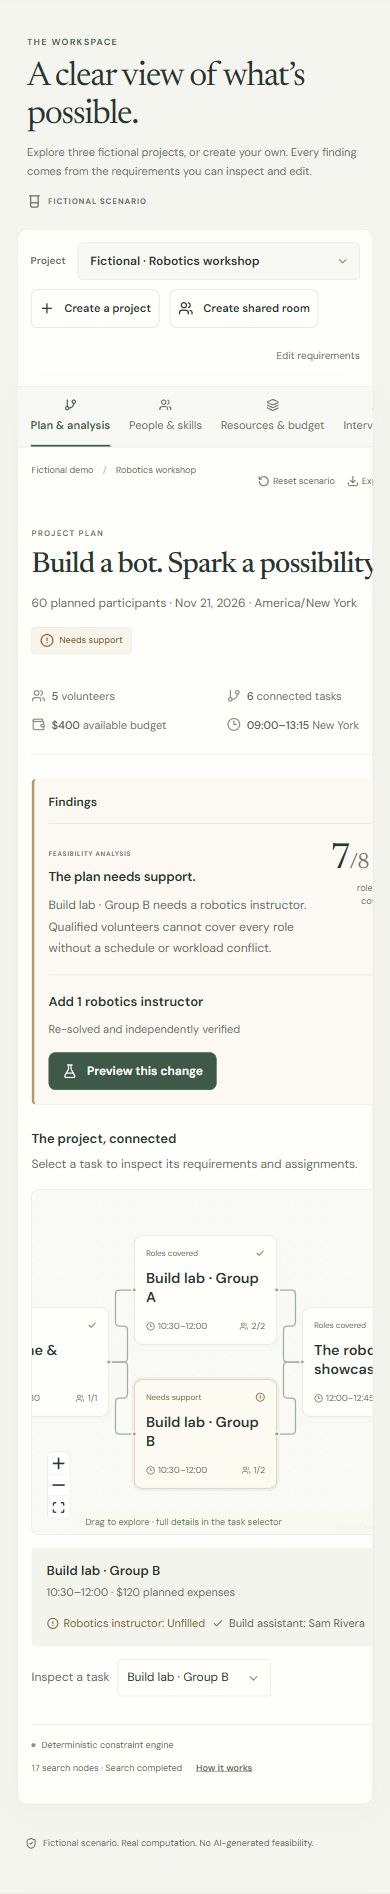 THE WORKSPACE
A clear view of what's
possible.
Explore three fictional projects, or create your own. Every finding
comes from the requirements you can inspect and edit.
FICTIONAL SCENARIO
Project
Fictional · Robotics workshop
Create a project
Create shared room
Edit requirements
Plan & analysis
People & skills
Resources & budget
Interv
Fictional demo / Robotics workshop
Reset scenario
Exp
PROJECT PLAN
Build a bot. Spark a possibility
60 planned participants · Nov 21, 2026 · America/New York
Needs support
5 volunteers
6 connected tasks
$400 available budget
09:00–13:15 New York
Findings
FEASIBILITY ANALYSIS
7/8
The plan needs support.
role
cov
Build lab · Group B needs a robotics instructor.
Qualified volunteers cannot cover every role
without a schedule or workload conflict.
Add 1 robotics instructor
Re-solved and independently verified
Preview this change
The project, connected
Select a task to inspect its requirements and assignments.
Roles covered
Build lab · Group
A
10:30–12:00
2/2
ne &
30
1/1
Roles covered
The robo
showcas
12:00–12:45
Needs support
Build lab · Group
B
10:30–12:00
1/2
Drag to explore · full details in the task selector
Build lab · Group B
10:30–12:00 · $120 planned expenses
Robotics instructor: Unfilled
Build assistant: Sam Rivera
Inspect a task
Build lab · Group B
Deterministic constraint engine
17 search nodes · Search completed
How it works
Fictional scenario. Real computation. No AI-generated feasibility.